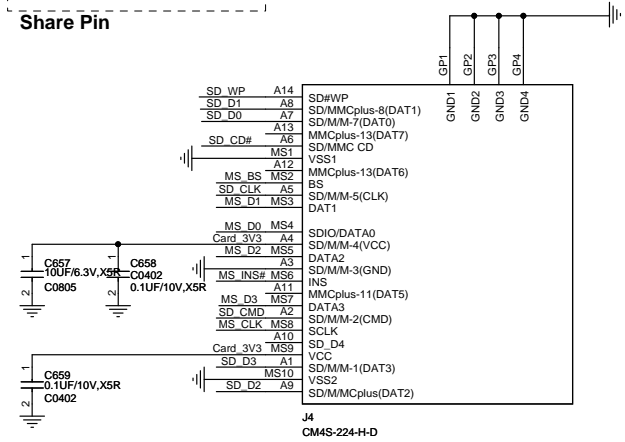 Share Pin
GP1
GP2
GP3
GP4
GND1
GND2
GND3
GND4
SD_WP A14 SD#WP
SD_D1 A8 SD/MMCplus-8(DAT1)
SD_D0 A7 SD/M/M-7(DAT0)
A13 MMCplus-13(DAT7)
SD_CD# A6 SD/MMC CD
MS1 VSS1
A12 MMCplus-13(DAT6)
MS_BS MS2 BS
SD_CLK A5 SD/M/M-5(CLK)
MS_D1 MS3 DAT1
MS_D0 MS4 SDIO/DATA0
Card_3V3 A4 SD/M/M-4(VCC)
MS_D2 MS5 DATA2
A3 SD/M/M-3(GND)
MS_INS# MS6 INS
A11 MMCplus-11(DAT5)
MS_D3 MS7 DATA3
SD_CMD A2 SD/M/M-2(CMD)
MS_CLK MS8 SCLK
A10 SD_D4
Card_3V3 MS9 VCC
SD_D3 A1 SD/M/M-1(DAT3)
MS10 VSS2
SD_D2 A9 SD/M/MCplus(DAT2)
1
C657
10UF/6.3V,X5R
2
C0805
1
C658
C0402
2
0.1UF/10V,X5R
1
C659
0.1UF/10V,X5R
2
C0402
J4
CM4S-224-H-D